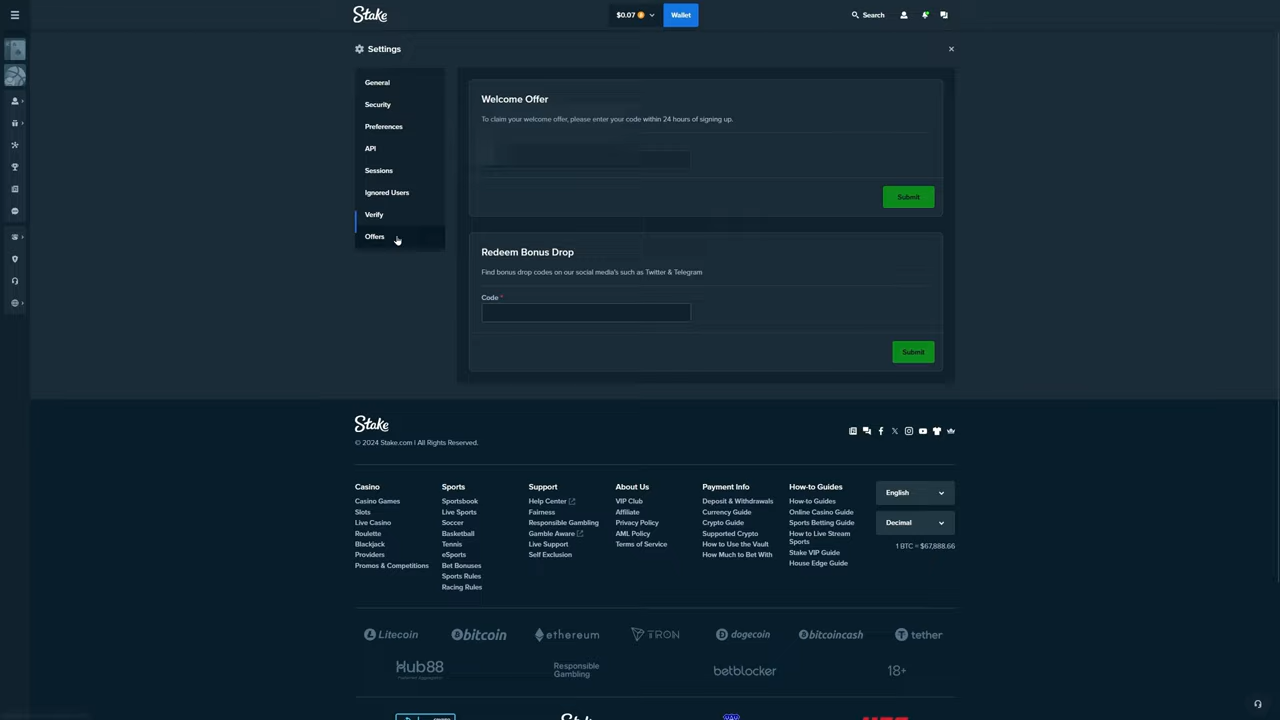 Stake
$0.07
Wallet
Search
Settings
General
Security
Preferences
API
Sessions
Ignored Users
Verify
Offers
Welcome Offer
To claim your welcome offer, please enter your code within 24 hours of signing up.
Submit
Redeem Bonus Drop
Find bonus drop codes on our social media's such as Twitter & Telegram
Code *
Submit
Stake
© 2024 Stake.com | All Rights Reserved.
Casino
Casino Games
Slots
Live Casino
Roulette
Blackjack
Providers
Promos & Competitions
Sports
Sportsbook
Live Sports
Soccer
Basketball
Tennis
eSports
Bet Bonuses
Sports Rules
Racing Rules
Support
Help Center
Fairness
Responsible Gambling
Gamble Aware
Live Support
Self Exclusion
About Us
VIP Club
Affiliate
Privacy Policy
AML Policy
Terms of Service
Payment Info
Deposit & Withdrawals
Currency Guide
Crypto Guide
Supported Crypto
How to Use the Vault
How Much to Bet With
How-to Guides
How-to Guides
Online Casino Guide
Sports Betting Guide
How to Live Stream
Sports
Stake VIP Guide
House Edge Guide
English
Decimal
1 BTC = $67,888.66
Litecoin
bitcoin
ethereum
TRON
dogecoin
bitcoincash
tether
Hub88
Responsible
Gambling
betblocker
18+